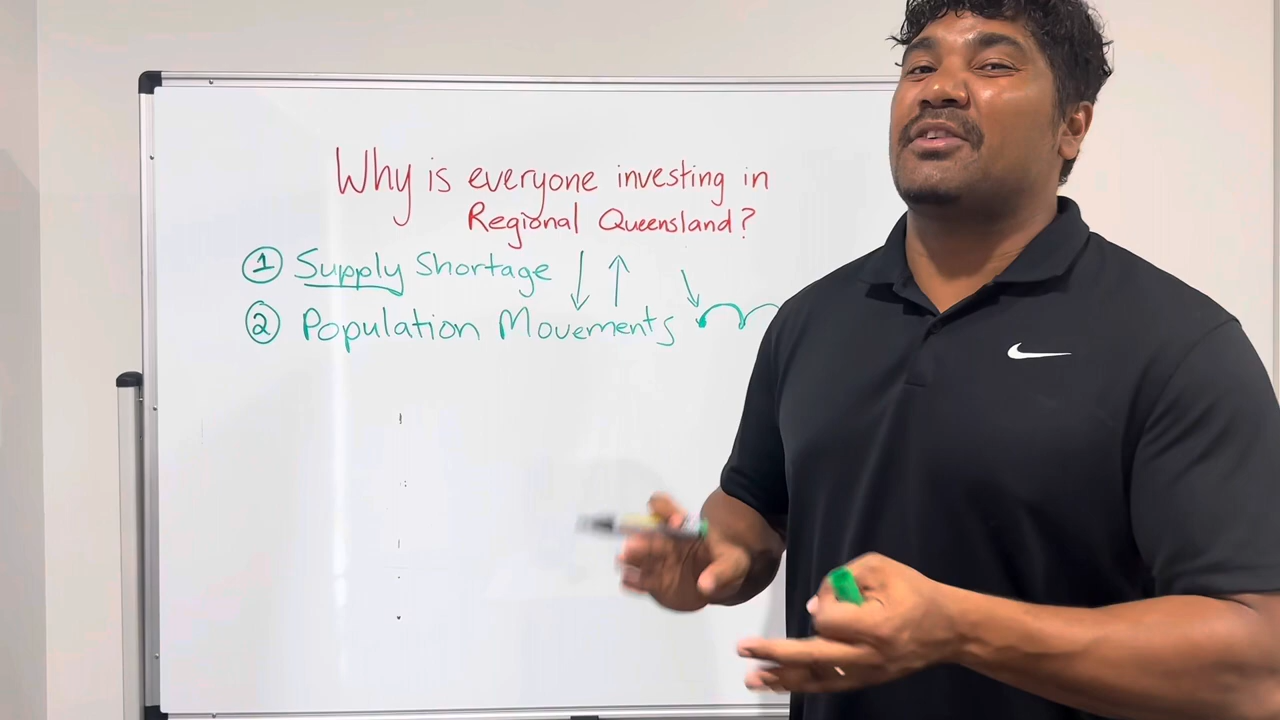 Why is everyone investing in
Regional Queensland?
① Supply Shortage ↓ ↑
② Population Movements